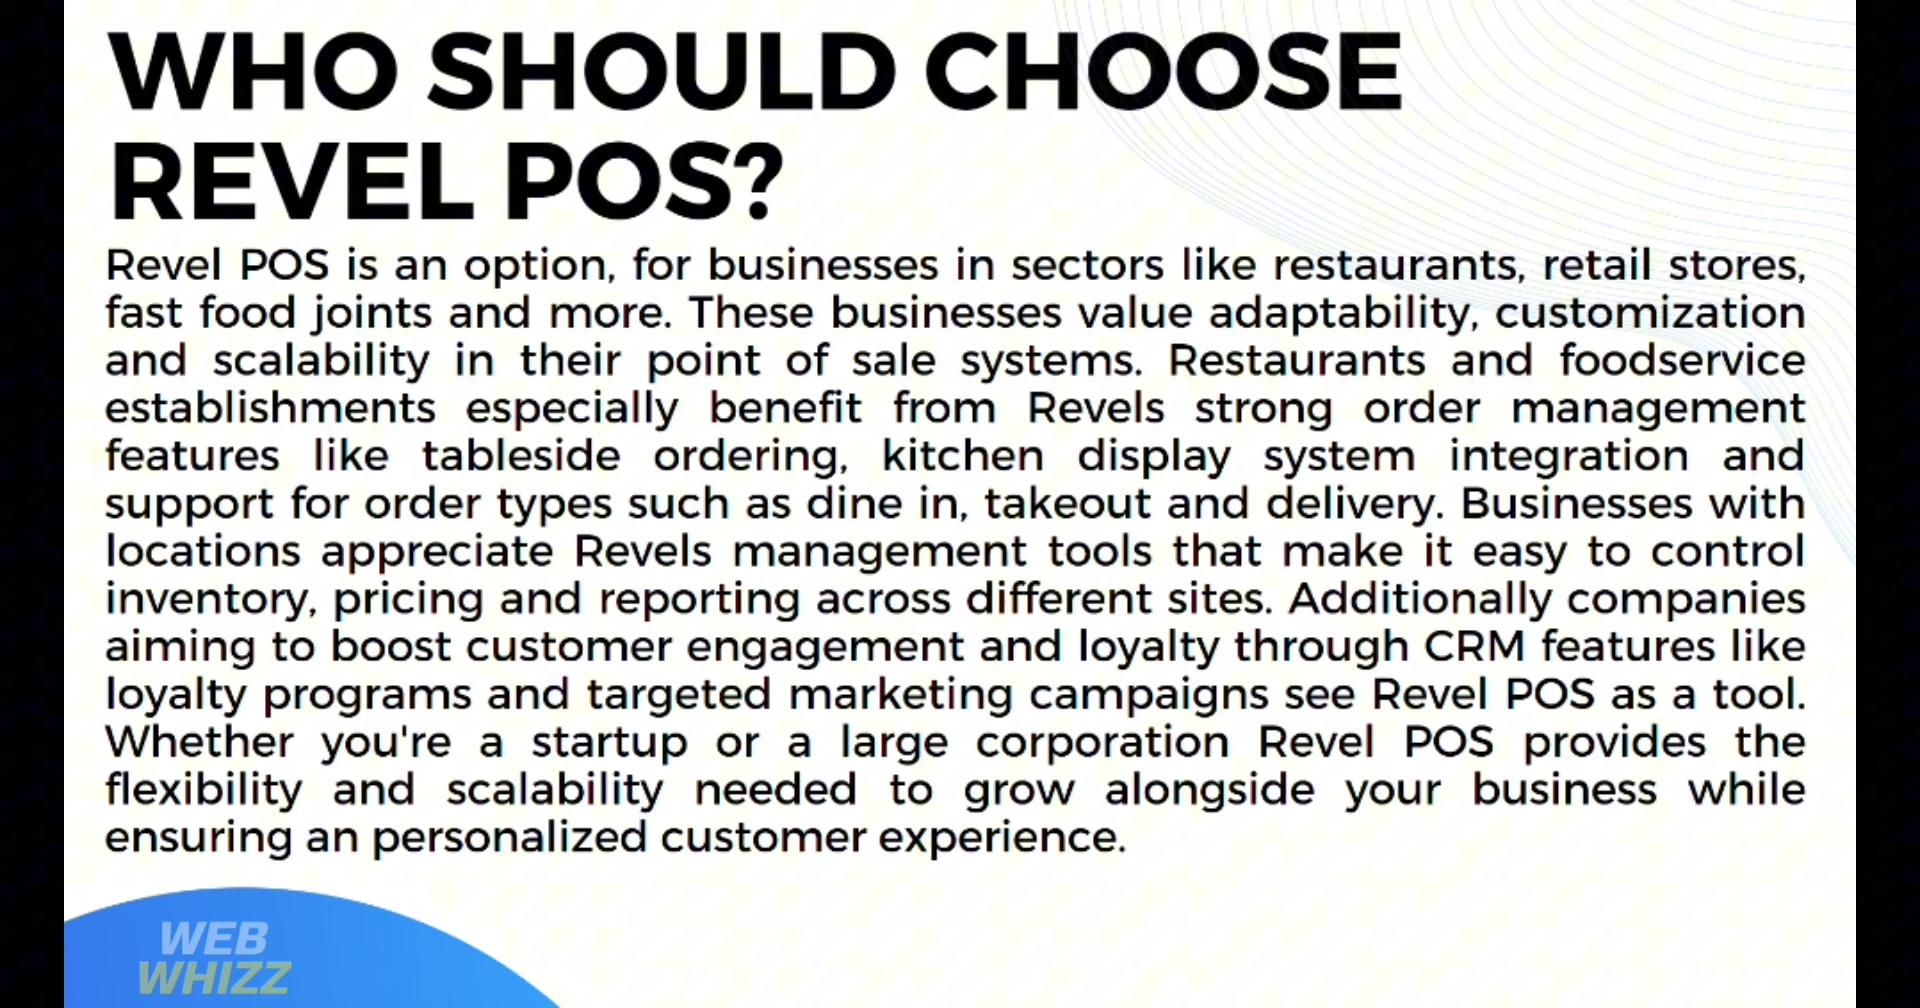 WHO SHOULD CHOOSE
REVEL POS?
Revel POS is an option, for businesses in sectors like restaurants, retail stores,
fast food joints and more. These businesses value adaptability, customization
and scalability in their point of sale systems. Restaurants and foodservice
establishments especially benefit from Revels strong order management
features like tableside ordering, kitchen display system integration and
support for order types such as dine in, takeout and delivery. Businesses with
locations appreciate Revels management tools that make it easy to control
inventory, pricing and reporting across different sites. Additionally companies
aiming to boost customer engagement and loyalty through CRM features like
loyalty programs and targeted marketing campaigns see Revel POS as a tool.
Whether you're a startup or a large corporation Revel POS provides the
flexibility and scalability needed to grow alongside your business while
ensuring an personalized customer experience.
WEB
WHIZZ